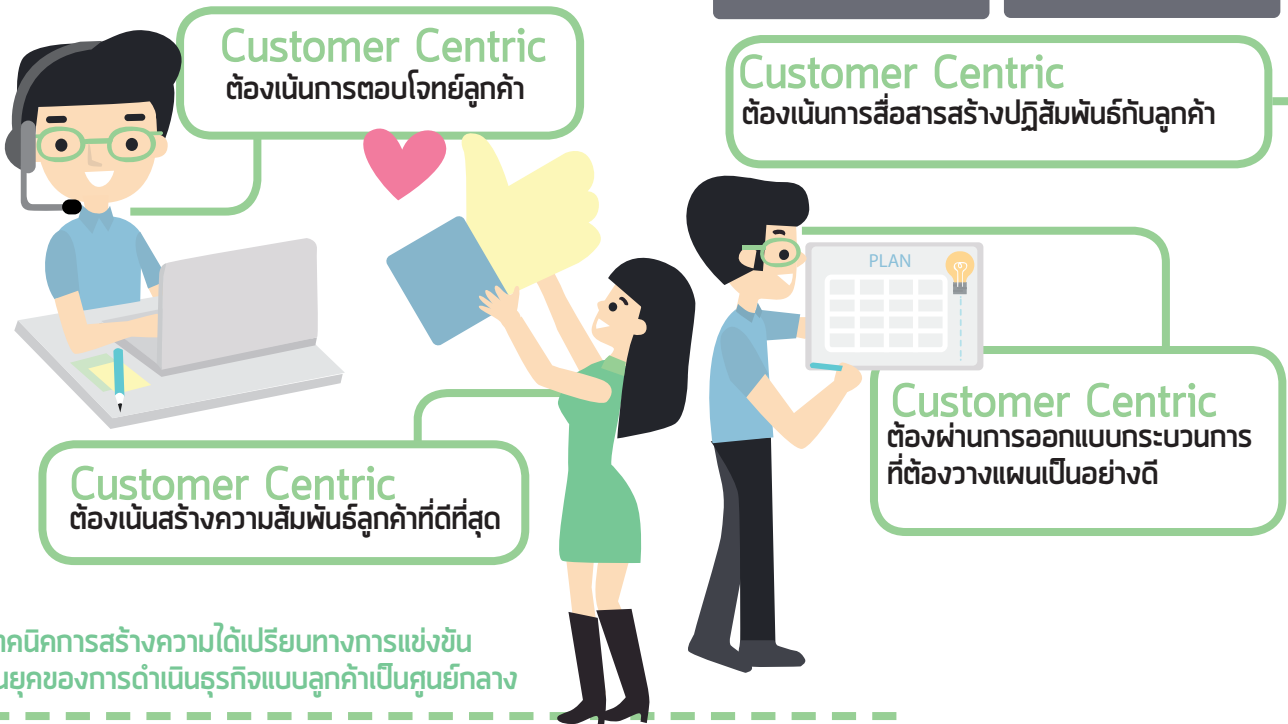 Customer Centric
ต้องเน้นการตอบโจทย์ลูกค้า
Customer Centric
ต้องเน้นการสื่อสารสร้างปฏิสัมพันธ์กับลูกค้า
PLAN
Customer Centric
ต้องผ่านการออกแบบกระบวนการ
ที่ต้องวางแผนเป็นอย่างดี
Customer Centric
ต้องเน้นสร้างความสัมพันธ์ลูกค้าที่ดีที่สุด
คนิคการสร้างความได้เปรียบทางการแข่งขัน
นยุคของการดำเนินธุรกิจแบบลูกค้าเป็นศูนย์กลาง